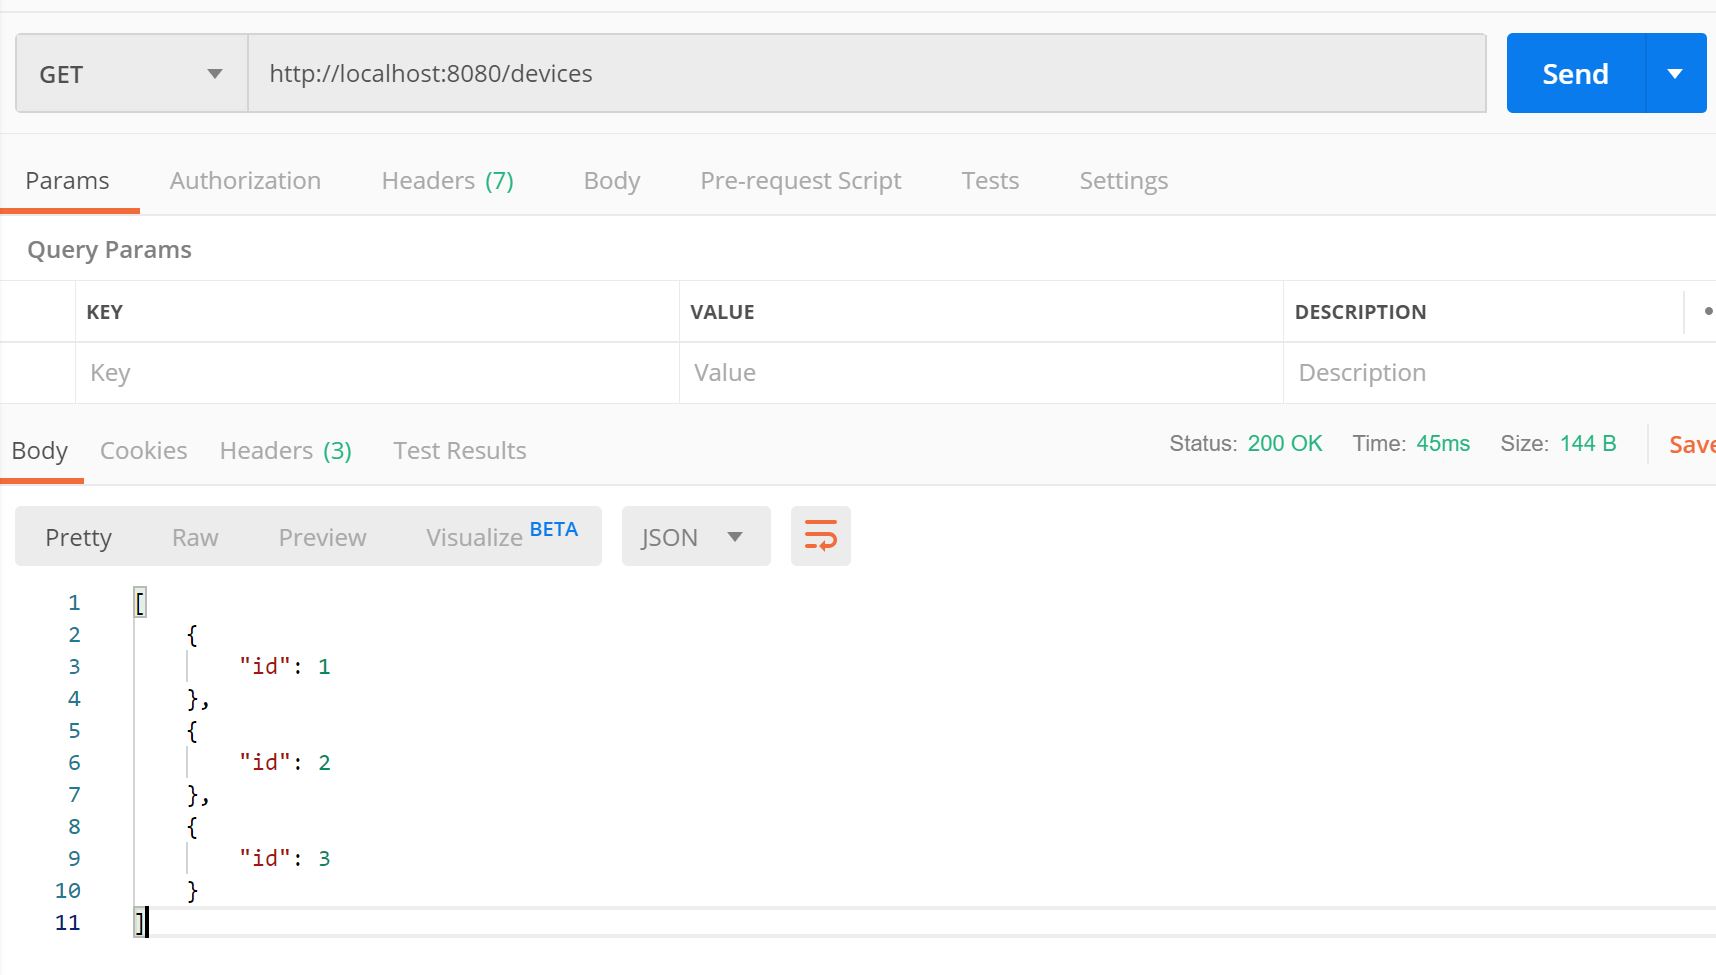 GET http://localhost:8080/devices Send
Params Authorization Headers (7) Body Pre-request Script Tests Settings
Query Params
KEY VALUE DESCRIPTION
Key Value Description
Body Cookies Headers (3) Test Results Status: 200 OK Time: 45ms Size: 144 B Save
Pretty Raw Preview Visualize BETA JSON
1 [
2 {
3 "id": 1
4 },
5 {
6 "id": 2
7 },
8 {
9 "id": 3
10 }
11 ]